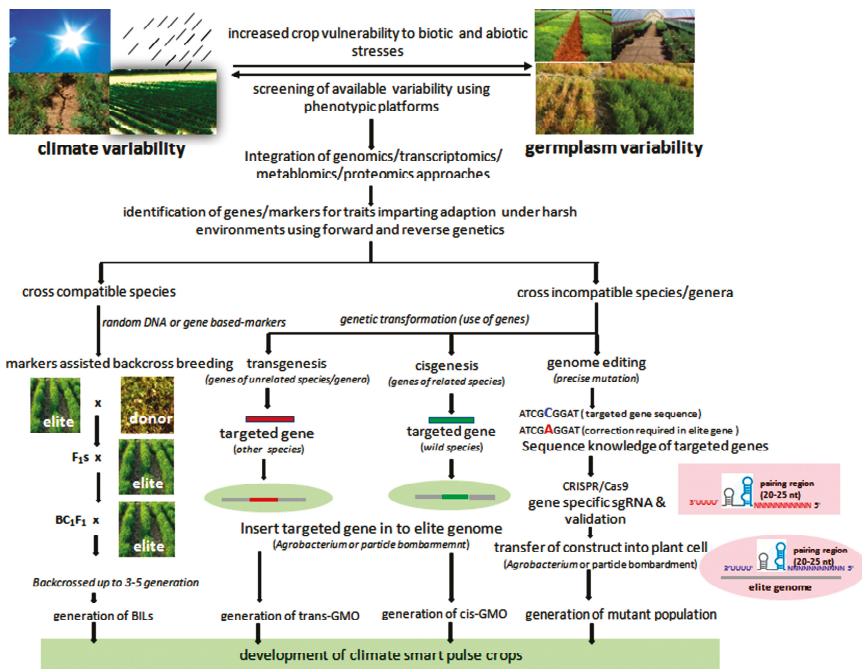 increased crop vulnerability to biotic and abiotic
stresses
screening of available variability using
phenotypic platforms
climate variability
germplasm variability
Integration of genomics/transcriptomics/
metablomics/proteomics approaches
identification of genes/markers for traits imparting adaption under harsh
environments using forward and reverse genetics
cross compatible species
cross incompatible species/genera
random DNA or gene based-markers
genetic transformation (use of genes)
markers assisted backcross breeding
transgenesis
(genes of unrelated species/genera)
cisgenesis
(genes of related species)
genome editing
(precise mutation)
elite
x
donor
F1s x
elite
BC1F1 x
elite
Backcrossed up to 3-5 generation
generation of BILs
targeted gene
(other species)
targeted gene
(wild species)
Insert targeted gene in to elite genome
(Agrobacterium or particle bombarmemnt)
generation of trans-GMO
generation of cis-GMO
ATCGCGGAT ( targeted gene sequence)
ATCGAGGAT (correction required in elite gene )
Sequence knowledge of targeted genes
CRISPR/Cas9
gene specific sgRNA &
validation
transfer of construct into plant cell
(Agrobacterium or particle bombardment)
generation of mutant population
pairing region
(20-25 nt)
3'UUUU'
NNNNNNNNNNN 5'
pairing region
(20-25 nt)
3'UUUU'
NNNNNNNNNNN 5'
elite genome
development of climate smart pulse crops